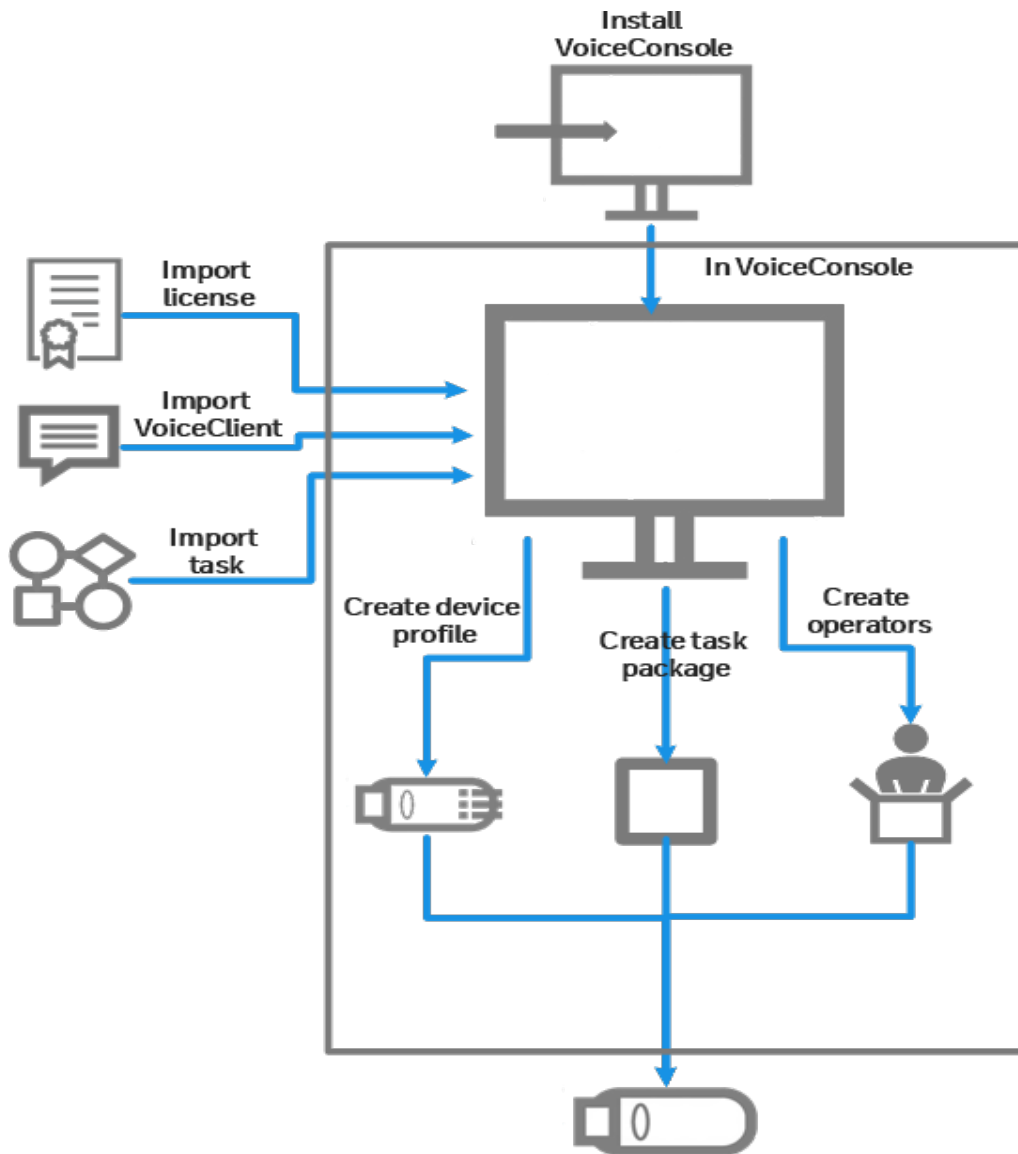 Install
VoiceConsole
In VoiceConsole
Import
license
Import
VoiceClient
Import
task
Create device
profile
Create task
package
Create
operators